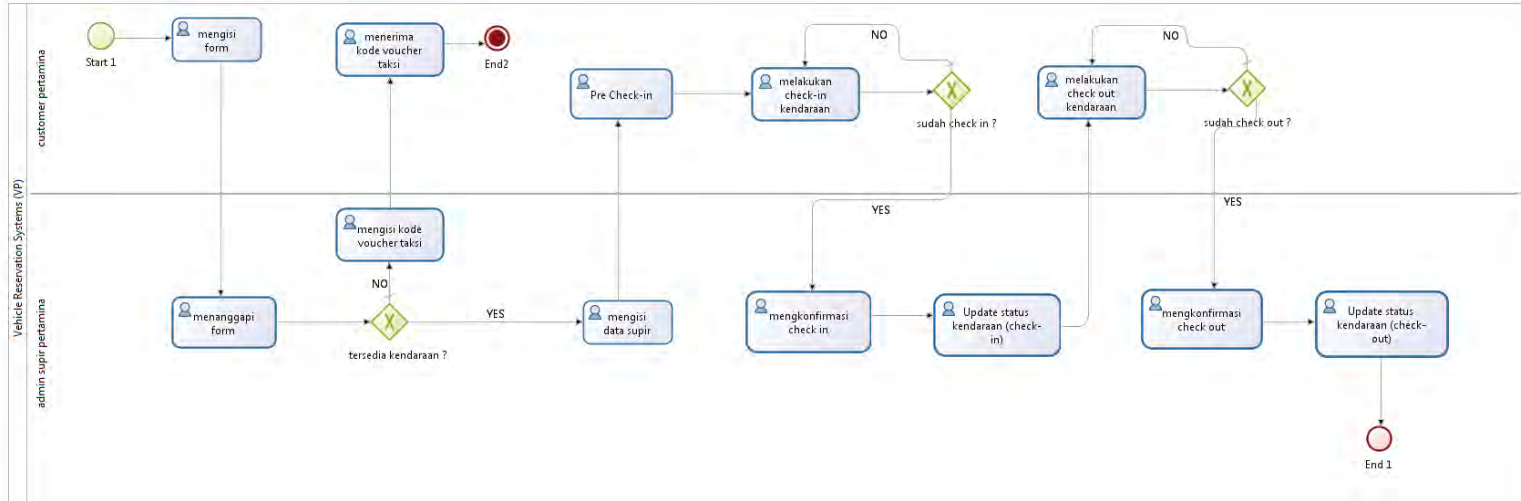 Vehicle Reservation Systems (VP)
customer pertamina
Start 1
mengisi
form
menerima
kode voucher
taksi
End2
Pre Check-in
melakukan
check-in
kendaraan
NO
sudah check in ?
melakukan
check out
kendaraan
NO
sudah check out ?
admin supir pertamina
menanggapi
form
tersedia kendaraan ?
NO
mengisi kode
voucher taksi
YES
mengisi
data supir
YES
mengkonfirmasi
check in
Update status
kendaraan (check-
in)
YES
mengkonfirmasi
check out
Update status
kendaraan (check-
out)
End 1